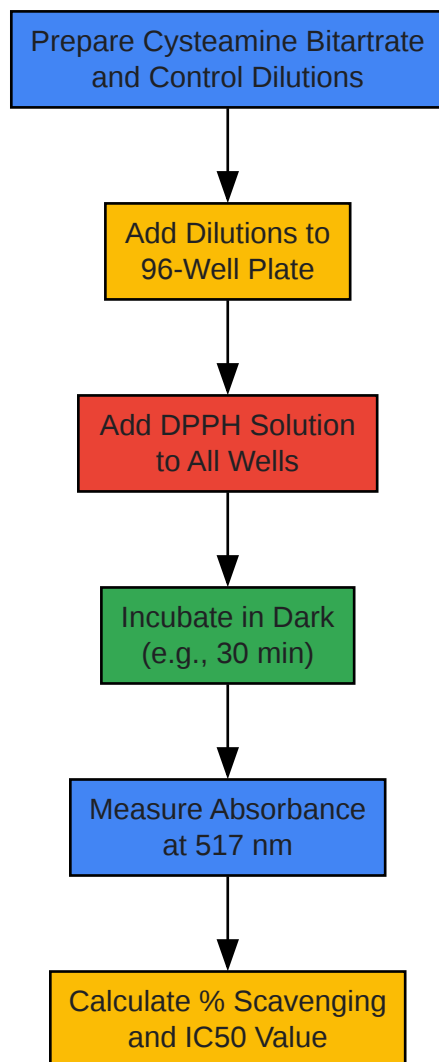 Prepare Cysteamine Bitartrate
and Control Dilutions
Add Dilutions to
96-Well Plate
Add DPPH Solution
to All Wells
Incubate in Dark
(e.g., 30 min)
Measure Absorbance
at 517 nm
Calculate % Scavenging
and IC50 Value